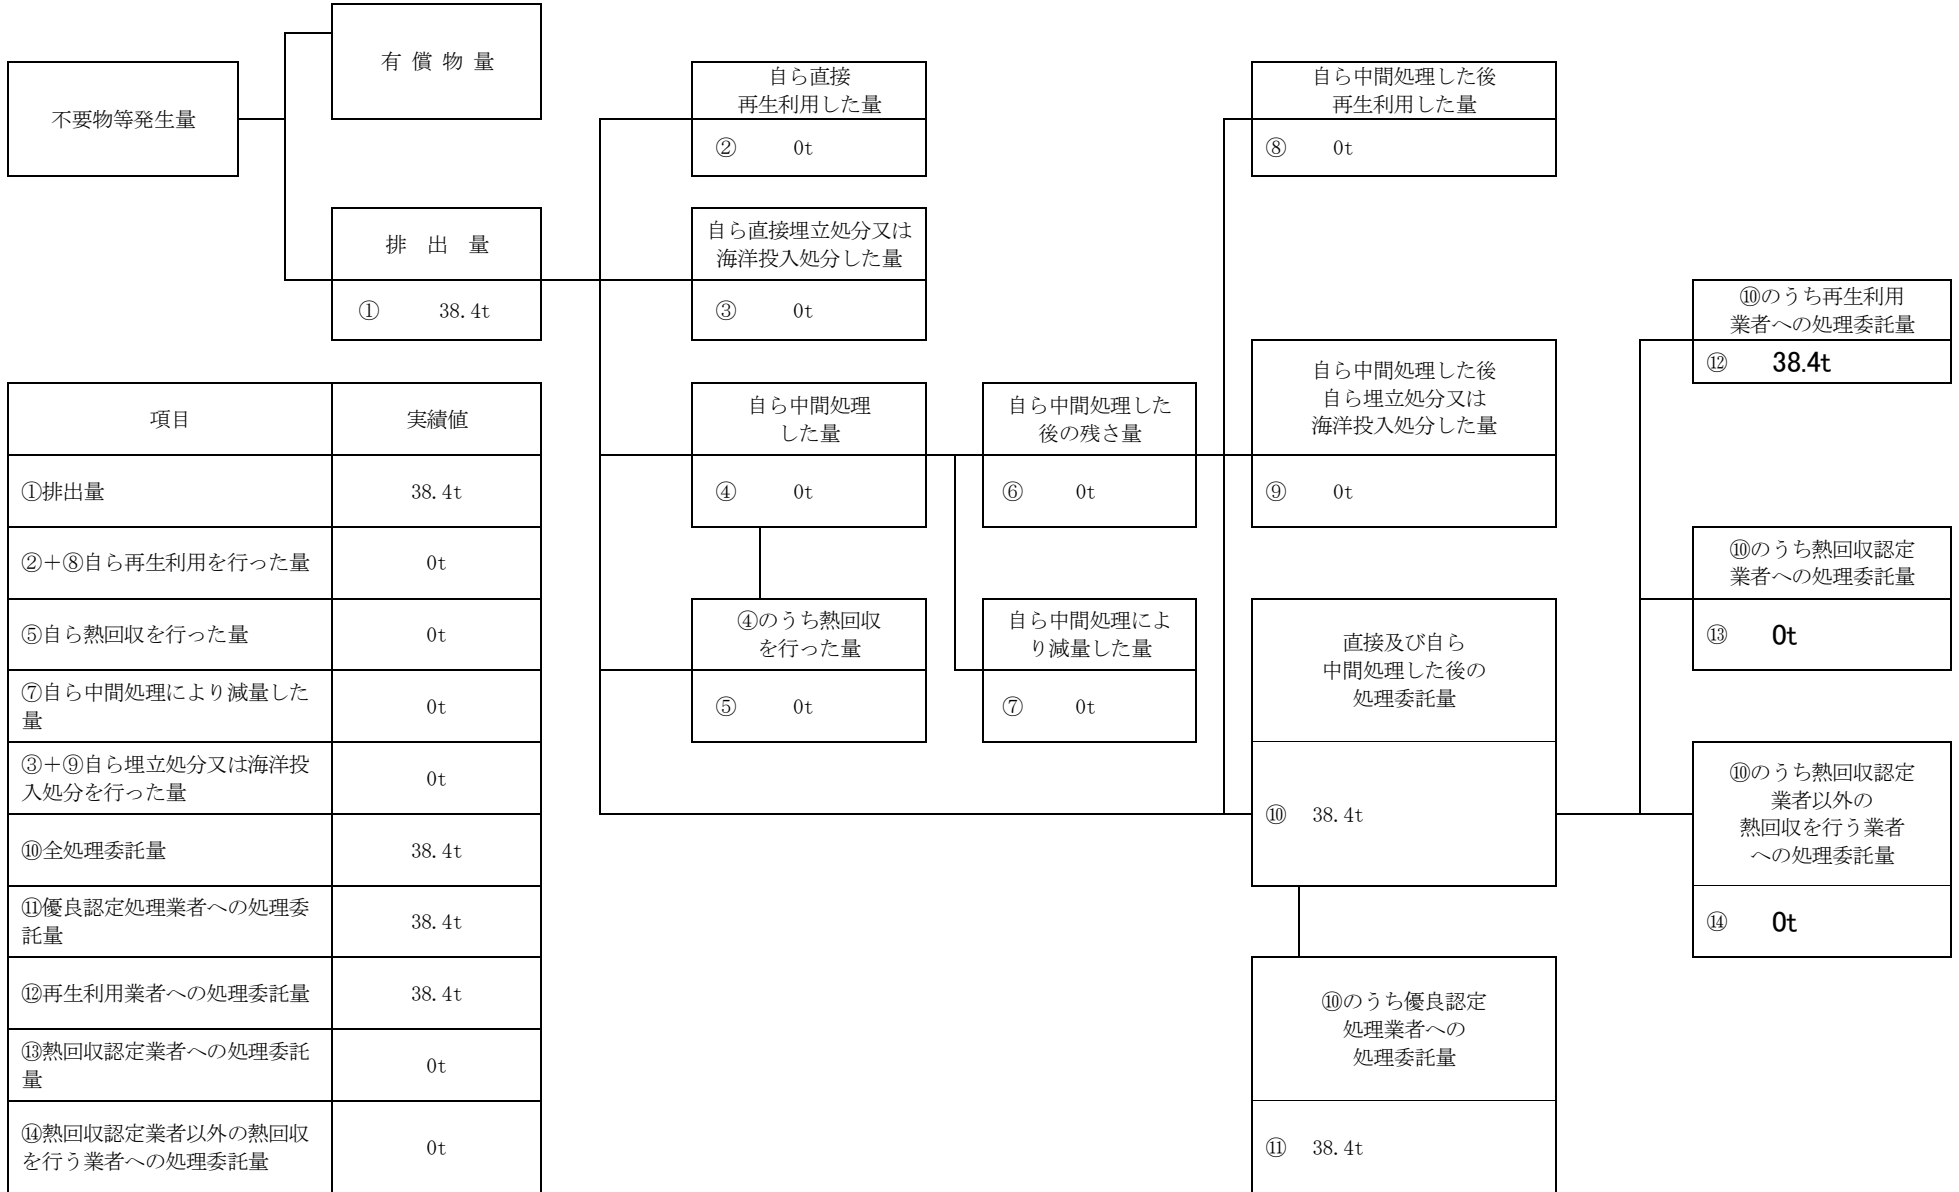 有 償 物 量
不要物等発生量
排 出 量
① 38.4t
自ら直接
再生利用した量
② 0t
自ら直接埋立処分又は
海洋投入処分した量
③ 0t
自ら中間処理
した量
④ 0t
④のうち熱回収
を行った量
⑤ 0t
自ら中間処理した
後の残さ量
⑥ 0t
自ら中間処理によ
り減量した量
⑦ 0t
自ら中間処理した後
再生利用した量
⑧ 0t
自ら中間処理した後
自ら埋立処分又は
海洋投入処分した量
⑨ 0t
直接及び自ら
中間処理した後の
処理委託量
⑩ 38.4t
⑩のうち優良認定
処理業者への
処理委託量
⑪ 38.4t
⑩のうち再生利用
業者への処理委託量
⑫ 38.4t
⑩のうち熱回収認定
業者への処理委託量
⑬ 0t
⑩のうち熱回収認定
業者以外の
熱回収を行う業者
への処理委託量
⑭ 0t
項目 実績値
①排出量 38.4t
②＋⑧自ら再生利用を行った量 0t
⑤自ら熱回収を行った量 0t
⑦自ら中間処理により減量した
量 0t
③＋⑨自ら埋立処分又は海洋投
入処分を行った量 0t
⑩全処理委託量 38.4t
⑪優良認定処理業者への処理委
託量 38.4t
⑫再生利用業者への処理委託量 38.4t
⑬熱回収認定業者への処理委託
量 0t
⑭熱回収認定業者以外の熱回収
を行う業者への処理委託量 0t